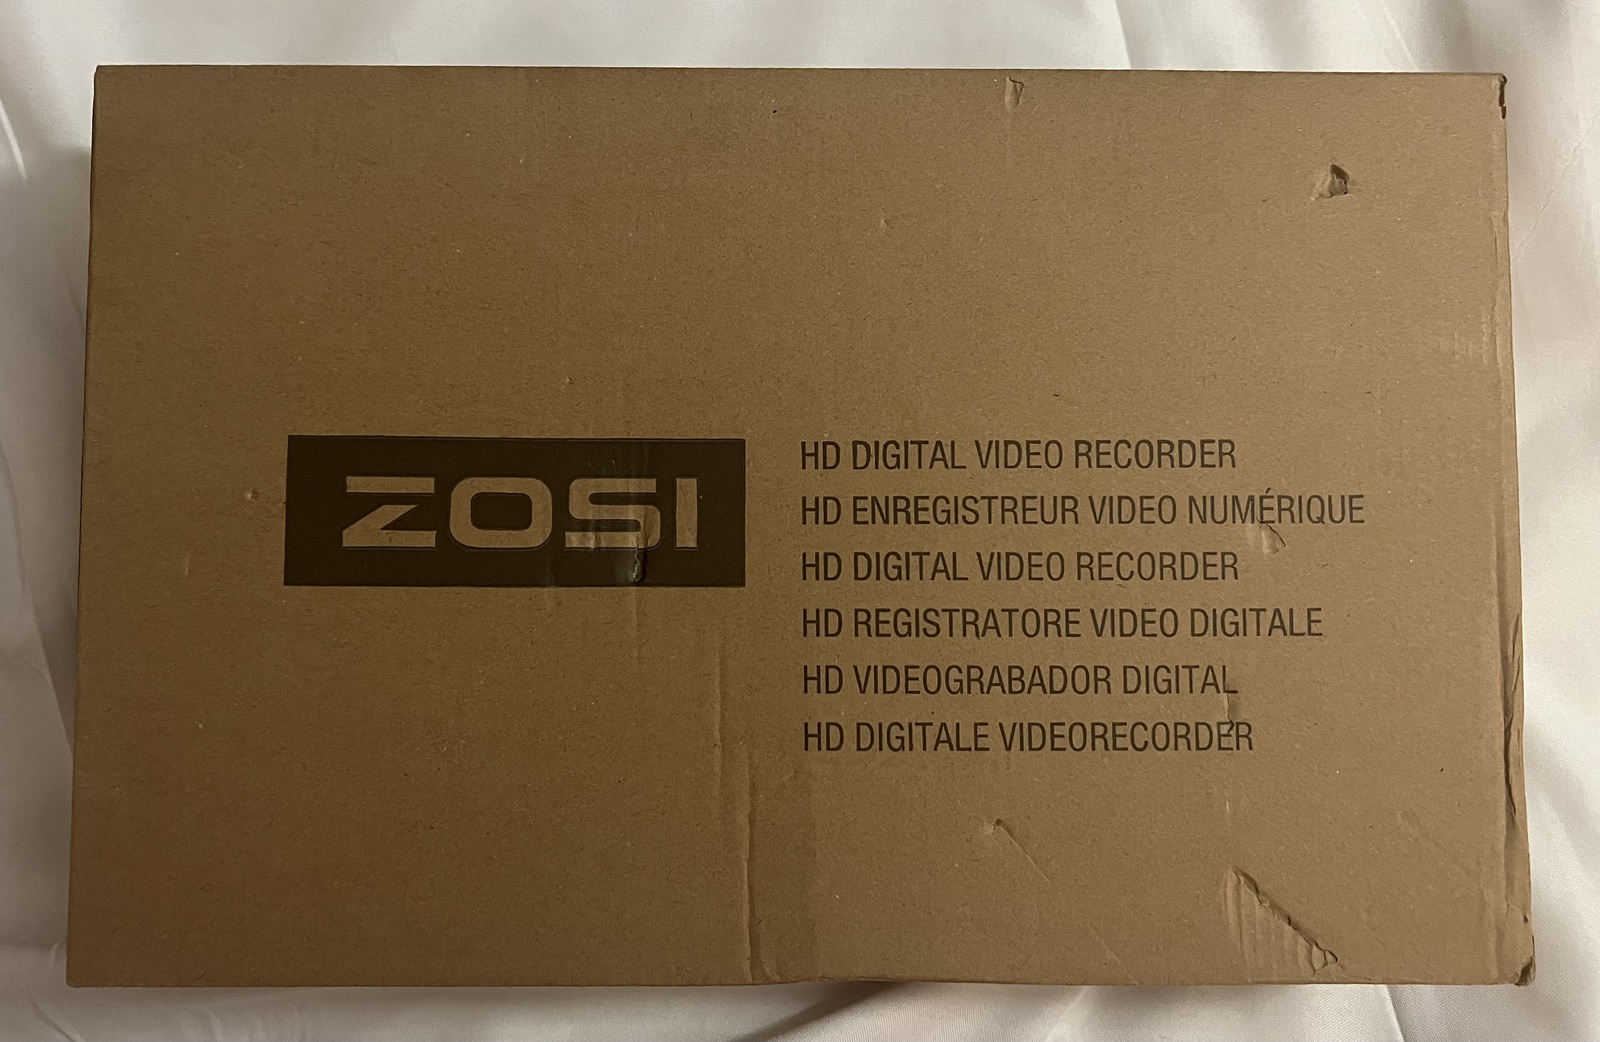 ZOSI
HD DIGITAL VIDEO RECORDER
HD ENREGISTREUR VIDEO NUMÉRIQUE
HD DIGITAL VIDEO RECORDER
HD REGISTRATORE VIDEO DIGITALE
HD VIDEOGRABADOR DIGITAL
HD DIGITALE VIDEORECORDER